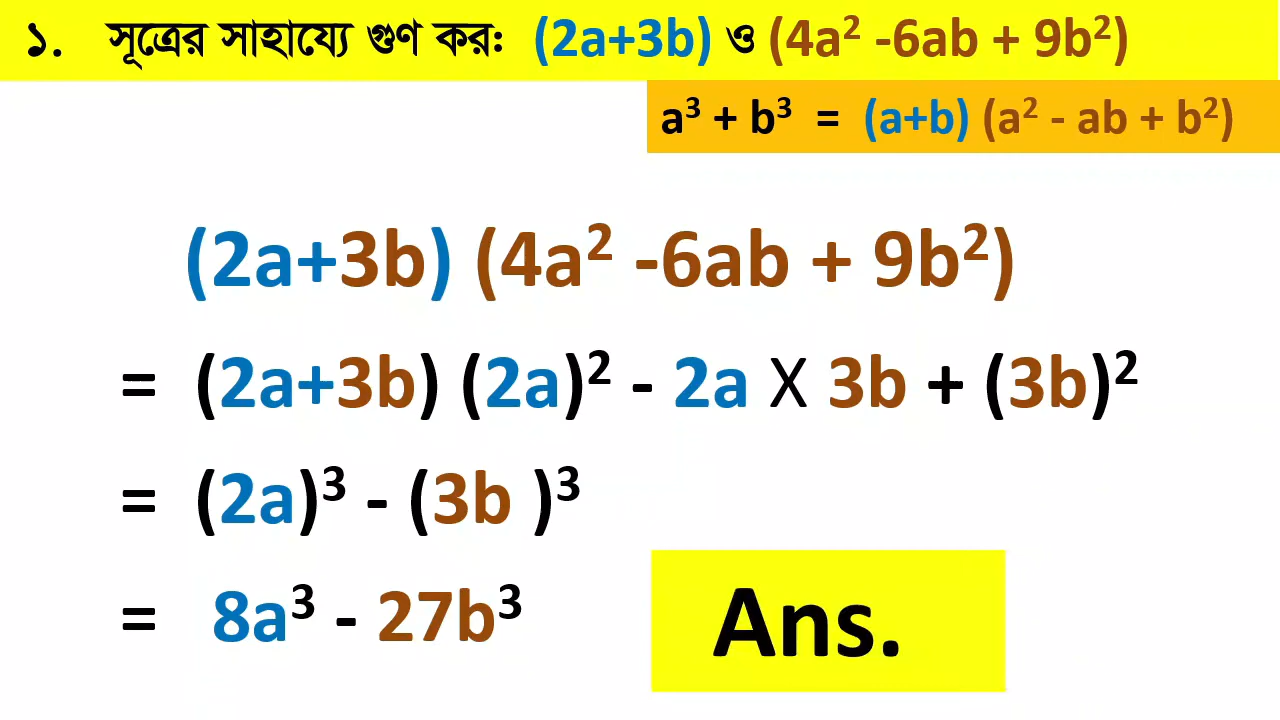 ১. সূত্রের সাহায্যে গুণ করঃ (2a+3b) ও (4a² -6ab + 9b²)
a³ + b³ = (a+b) (a² - ab + b²)
(2a+3b) (4a² -6ab + 9b²)
= (2a+3b) (2a)² - 2a X 3b + (3b)²
= (2a)³ - (3b )³
= 8a³ - 27b³
Ans.